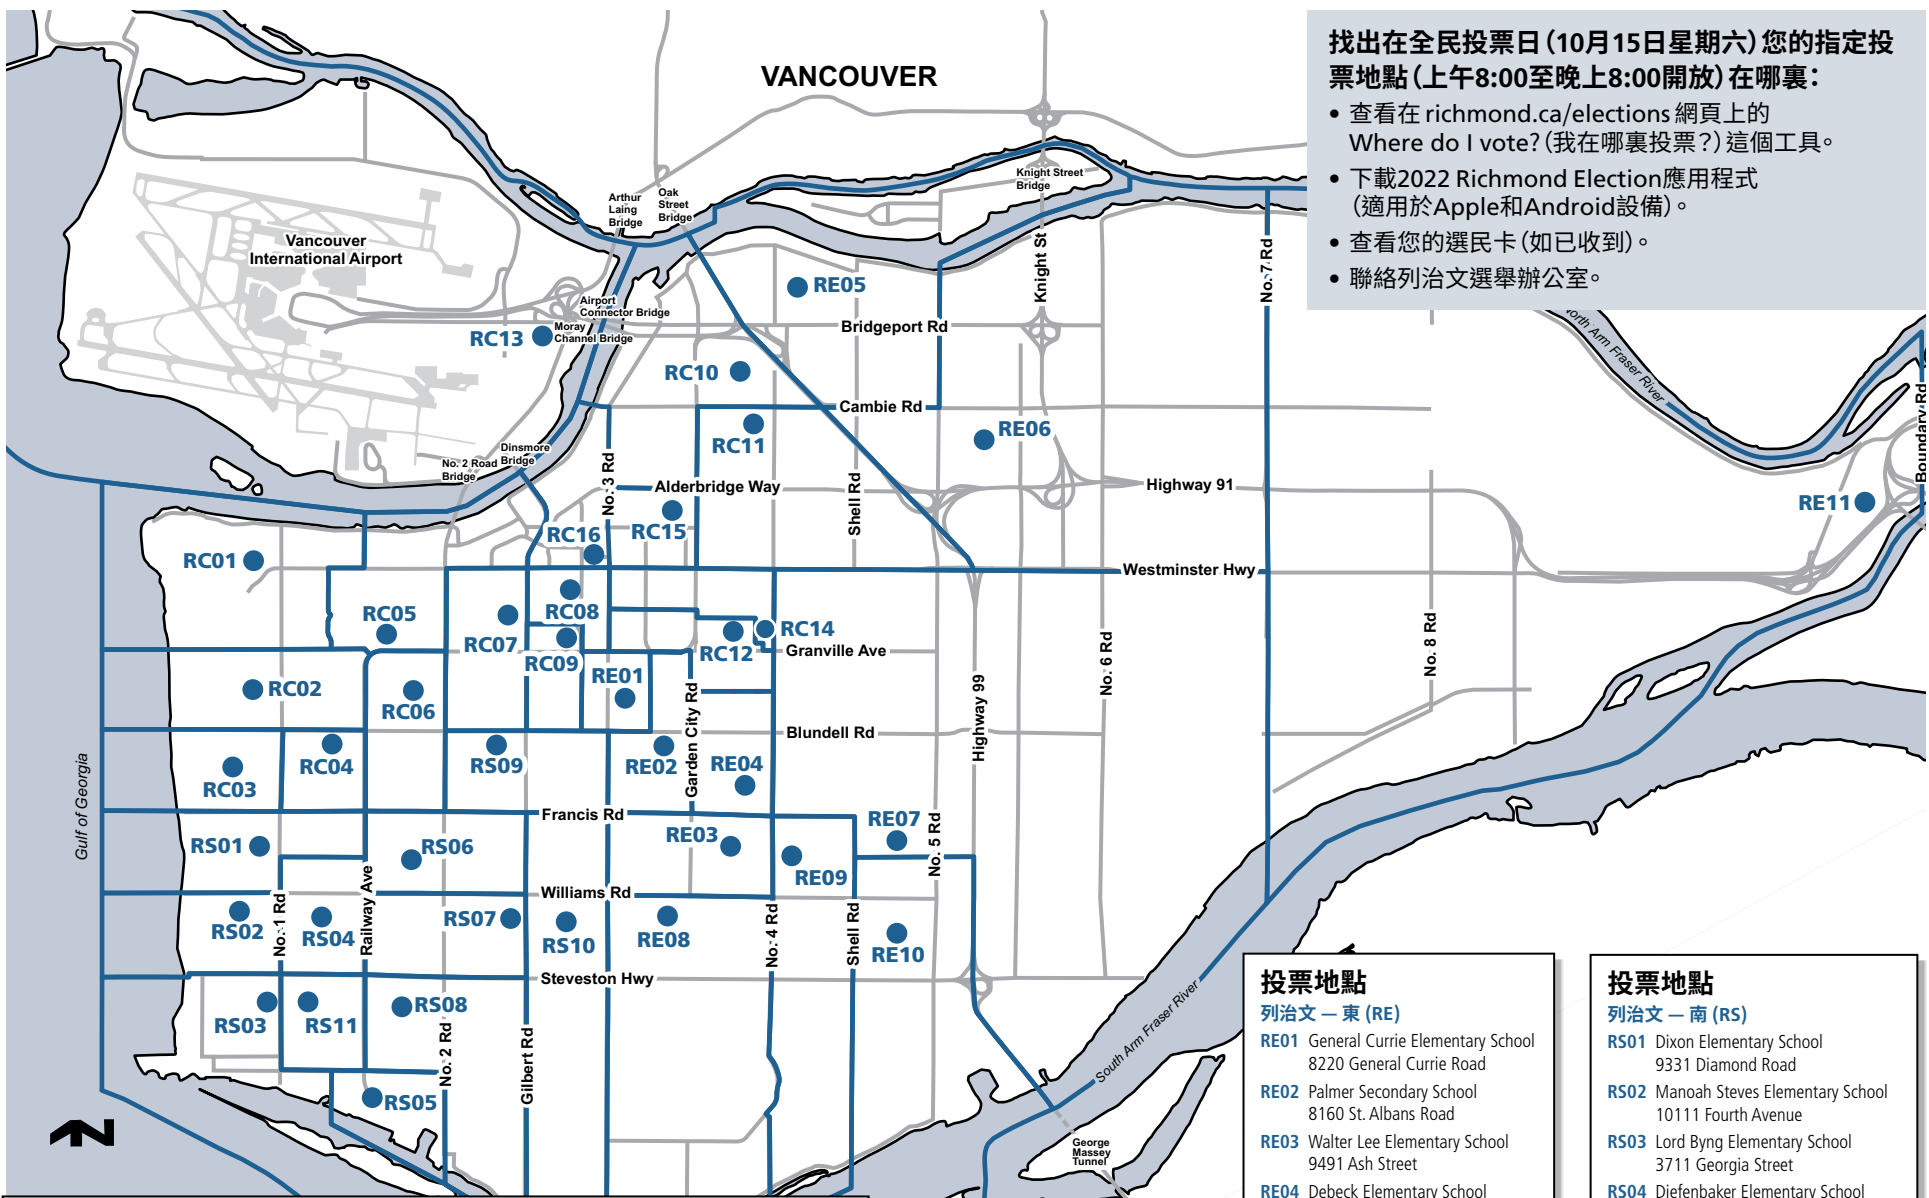 找出在全民投票日（10月15日星期六）您的指定投
票地點（上午8:00至晚上8:00開放）在哪裏：
• 查看在 richmond.ca/elections 網頁上的
Where do I vote?（我在哪裏投票？）這個工具。
• 下載2022 Richmond Election應用程式
（適用於Apple和Android設備）。
• 查看您的選民卡（如已收到）。
• 聯絡列治文選舉辦公室。
VANCOUVER
Knight Street
Bridge
Arthur
Laing
Bridge
Oak
Street
Bridge
Vancouver
International Airport
Knight St
No. 7 Rd
RE05
Airport
Connector Bridge
Moray
Channel Bridge
RC13
Bridgeport Rd
North Arm Fraser River
RC10
Boundary Rd
Cambie Rd
RC11
RE06
Dinsmore
Bridge
No. 2 Road
Bridge
No. 3 Rd
Alderbridge Way
Shell Rd
Highway 91
RE11
RC15
RC16
RC01
Westminster Hwy
RC05
RC08
RC07
RC14
RC12
RC09
Granville Ave
No. 6 Rd
No. 8 Rd
RC02
RC06
RE01
Garden City Rd
Highway 99
Blundell Rd
Gulf of Georgia
RC03
RC04
RS09
RE02
RE04
Francis Rd
RS01
RS06
RE03
RE07
No. 5 Rd
RE09
Railway Ave
Williams Rd
RS02
No. 1 Rd
RS04
RS07
RS10
RE08
No. 4 Rd
Shell Rd
RE10
Steveston Hwy
RS03
RS11
RS08
No. 2 Rd
Gilbert Rd
RS05
N
South Arm Fraser River
George
Massey
Tunnel
投票地點
列治文 — 東 (RE)
RE01 General Currie Elementary School
8220 General Currie Road
RE02 Palmer Secondary School
8160 St. Albans Road
RE03 Walter Lee Elementary School
9491 Ash Street
RE04 Debeck Elementary School
投票地點
列治文 — 南 (RS)
RS01 Dixon Elementary School
9331 Diamond Road
RS02 Manoah Steves Elementary School
10111 Fourth Avenue
RS03 Lord Byng Elementary School
3711 Georgia Street
RS04 Diefenbaker Elementary School